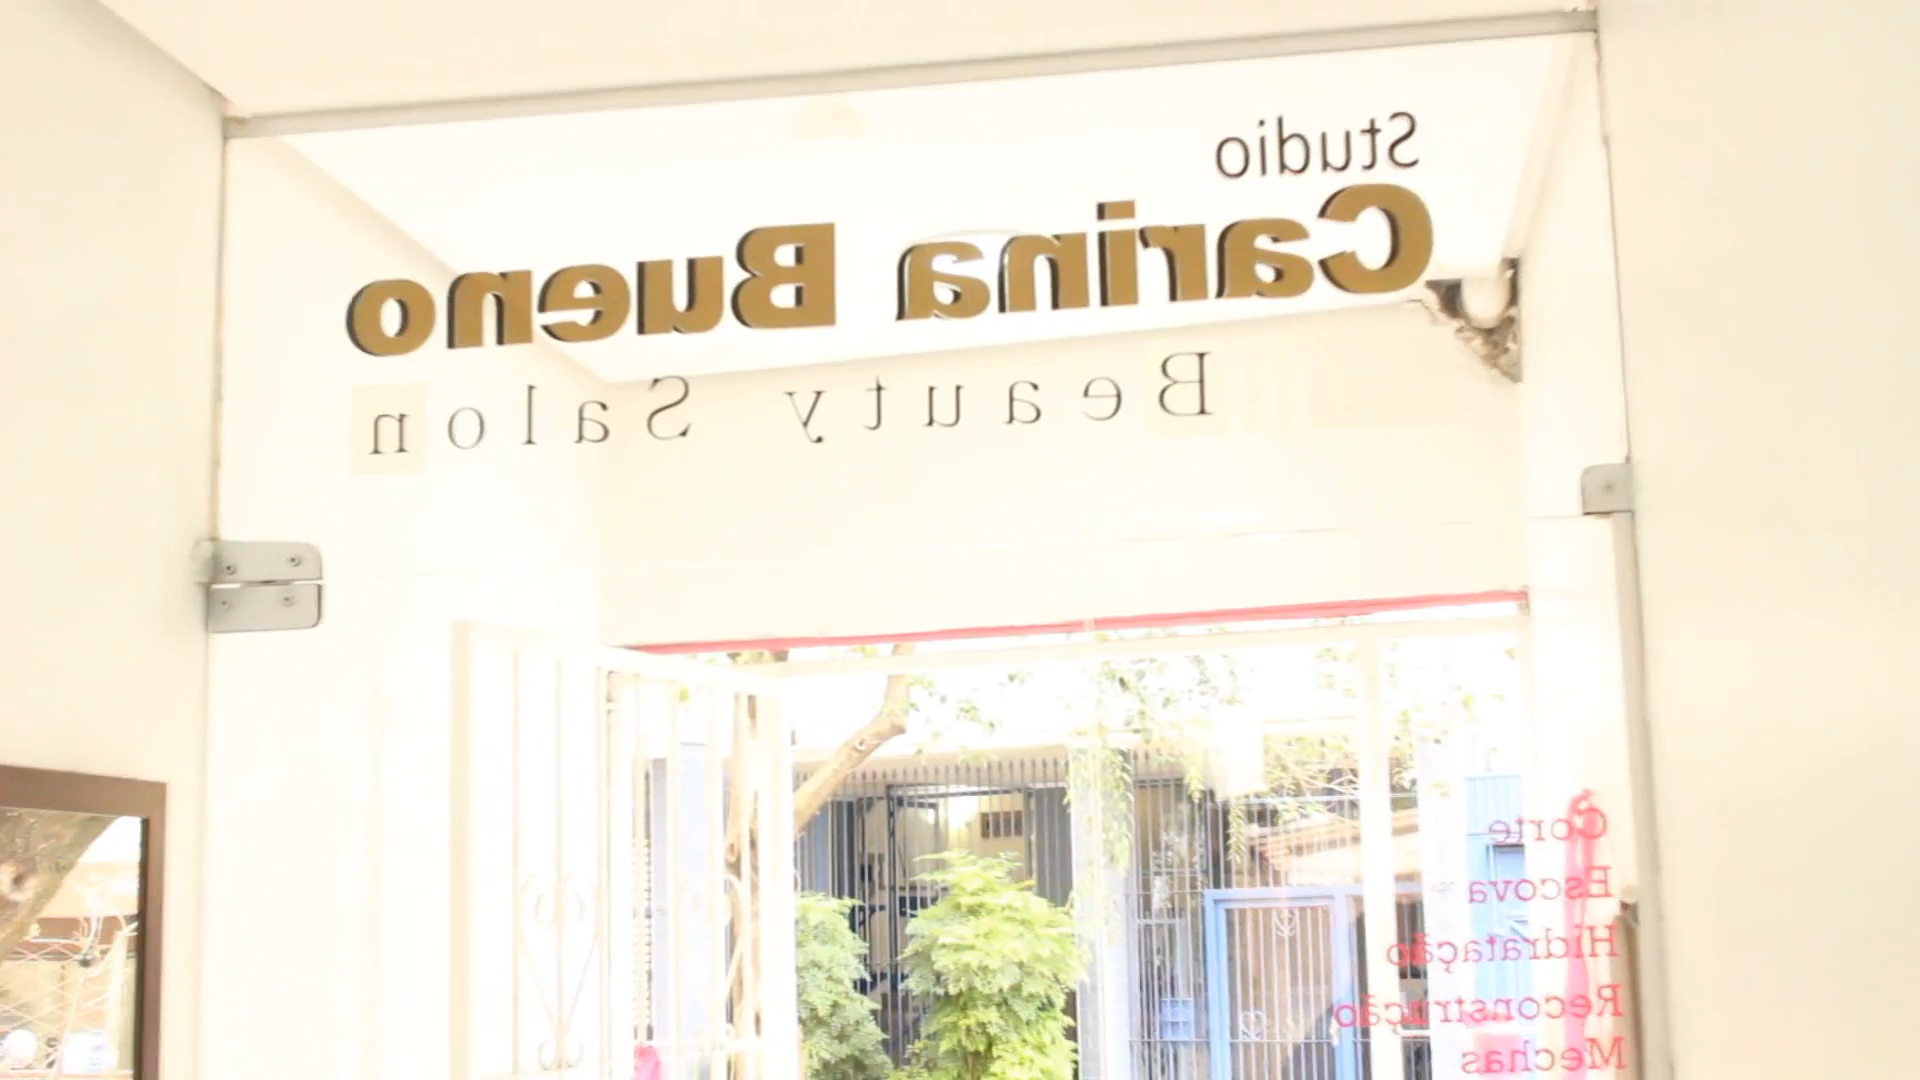 Studio
Carina Bueno
Beauty Salon
Corte
Escova
Hidratação
Reconstrução
Mechas